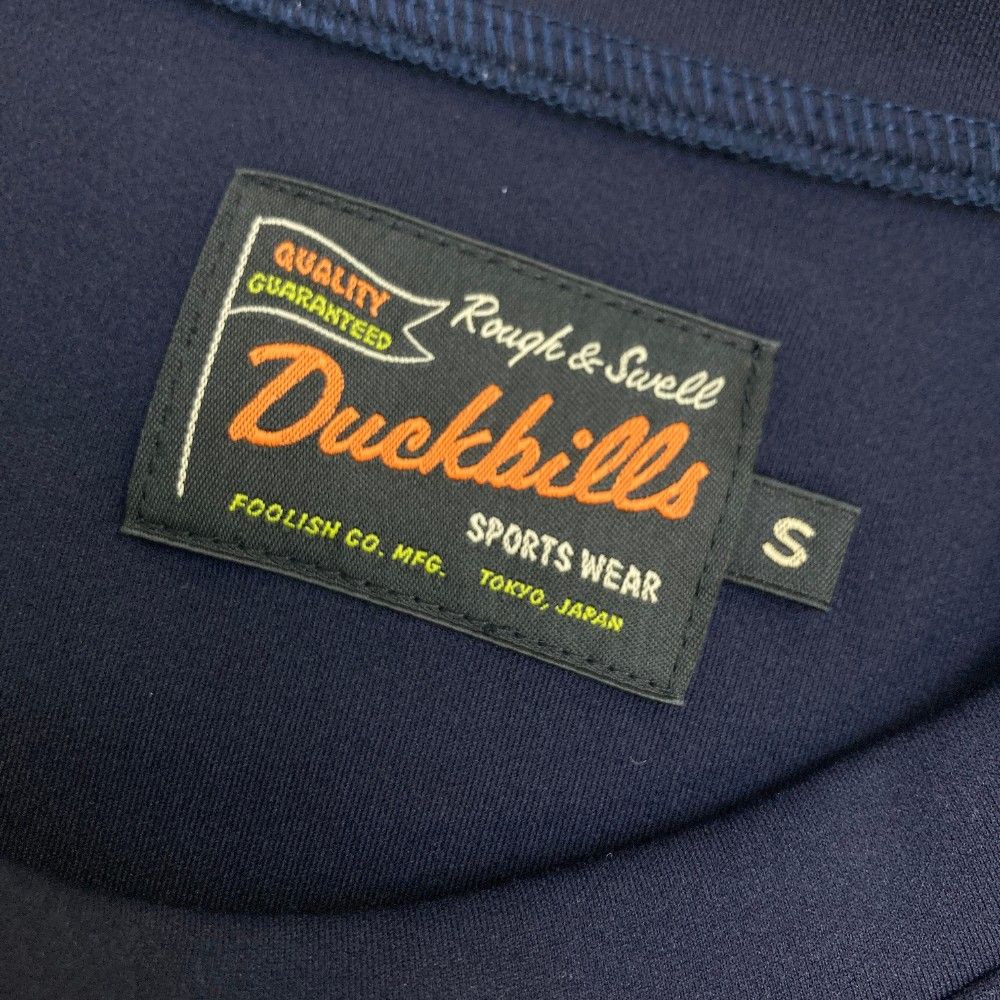 QUALITY
GUARANTEED
Rough & Swell
Duckbills
SPORTS WEAR
FOOLISH CO. MFG. TOKYO, JAPAN
S